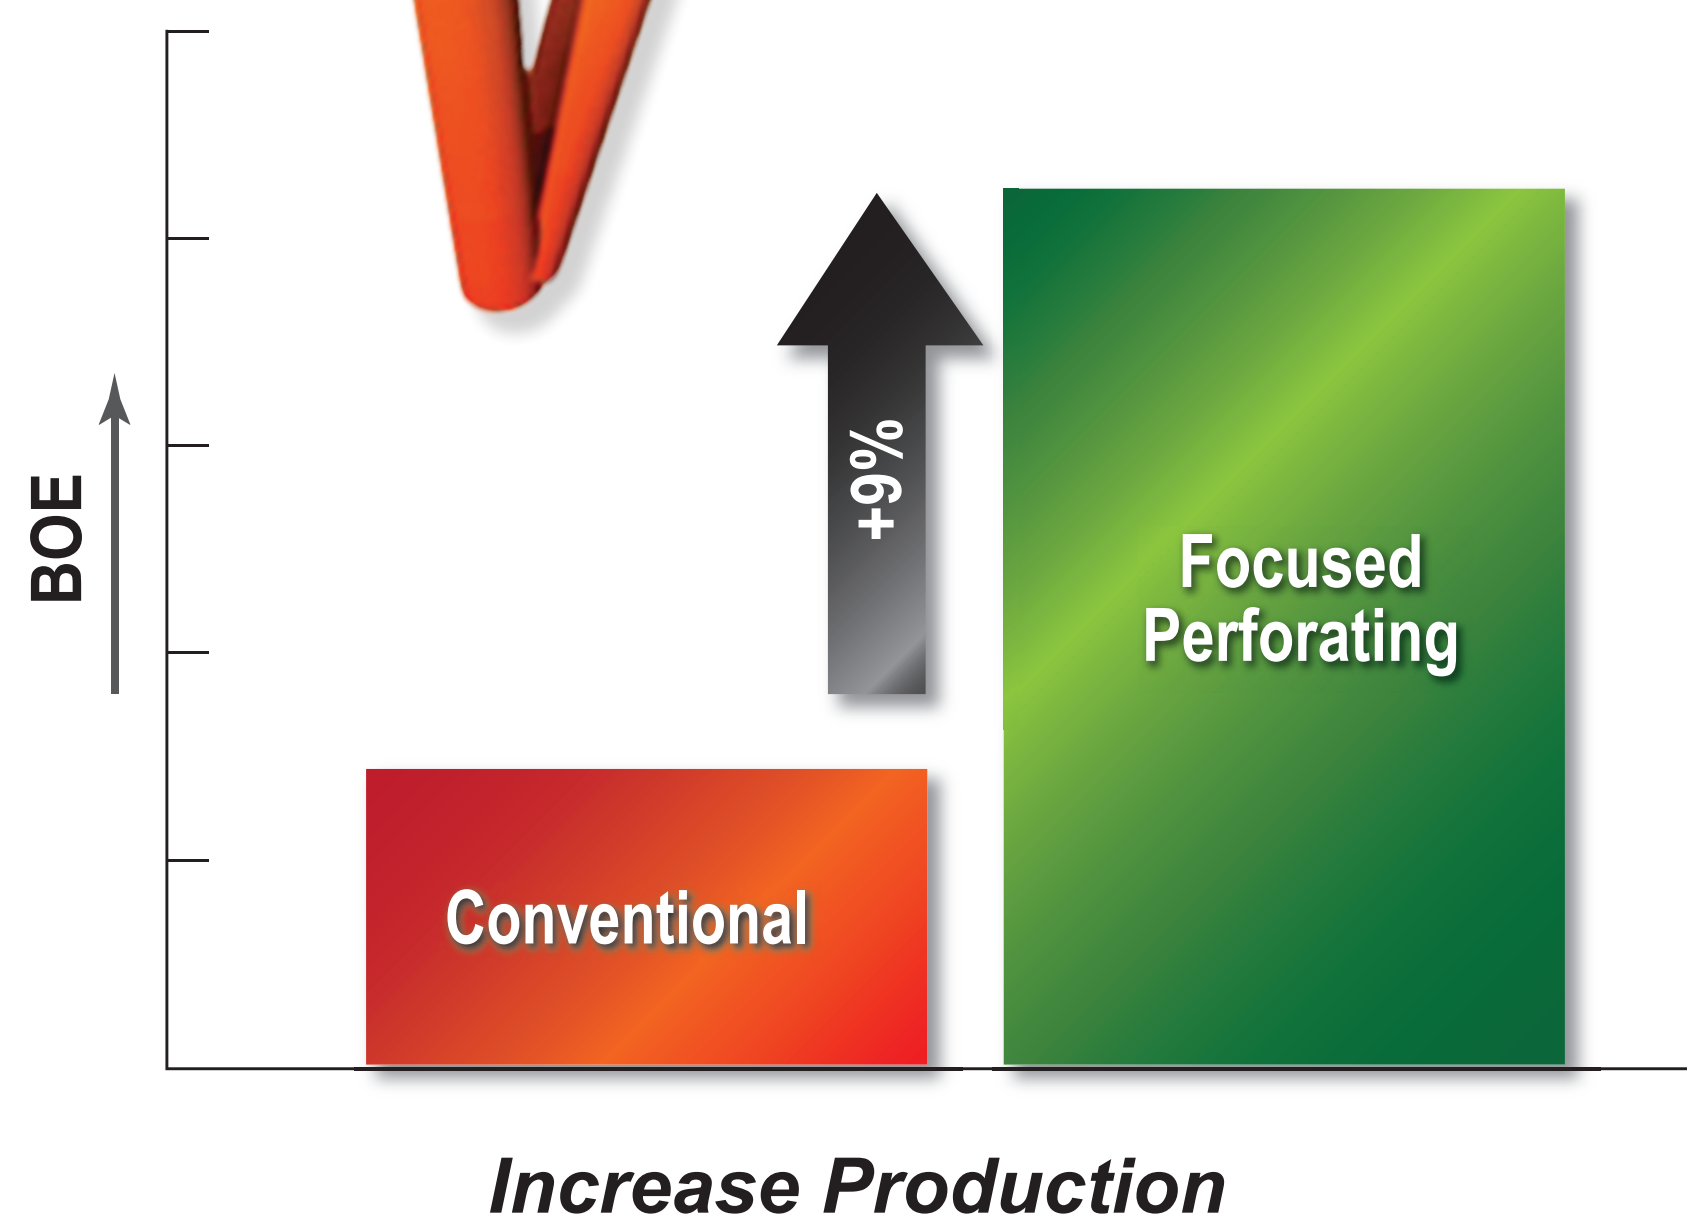 BOE
+9%
Focused
Perforating
Conventional
Increase Production